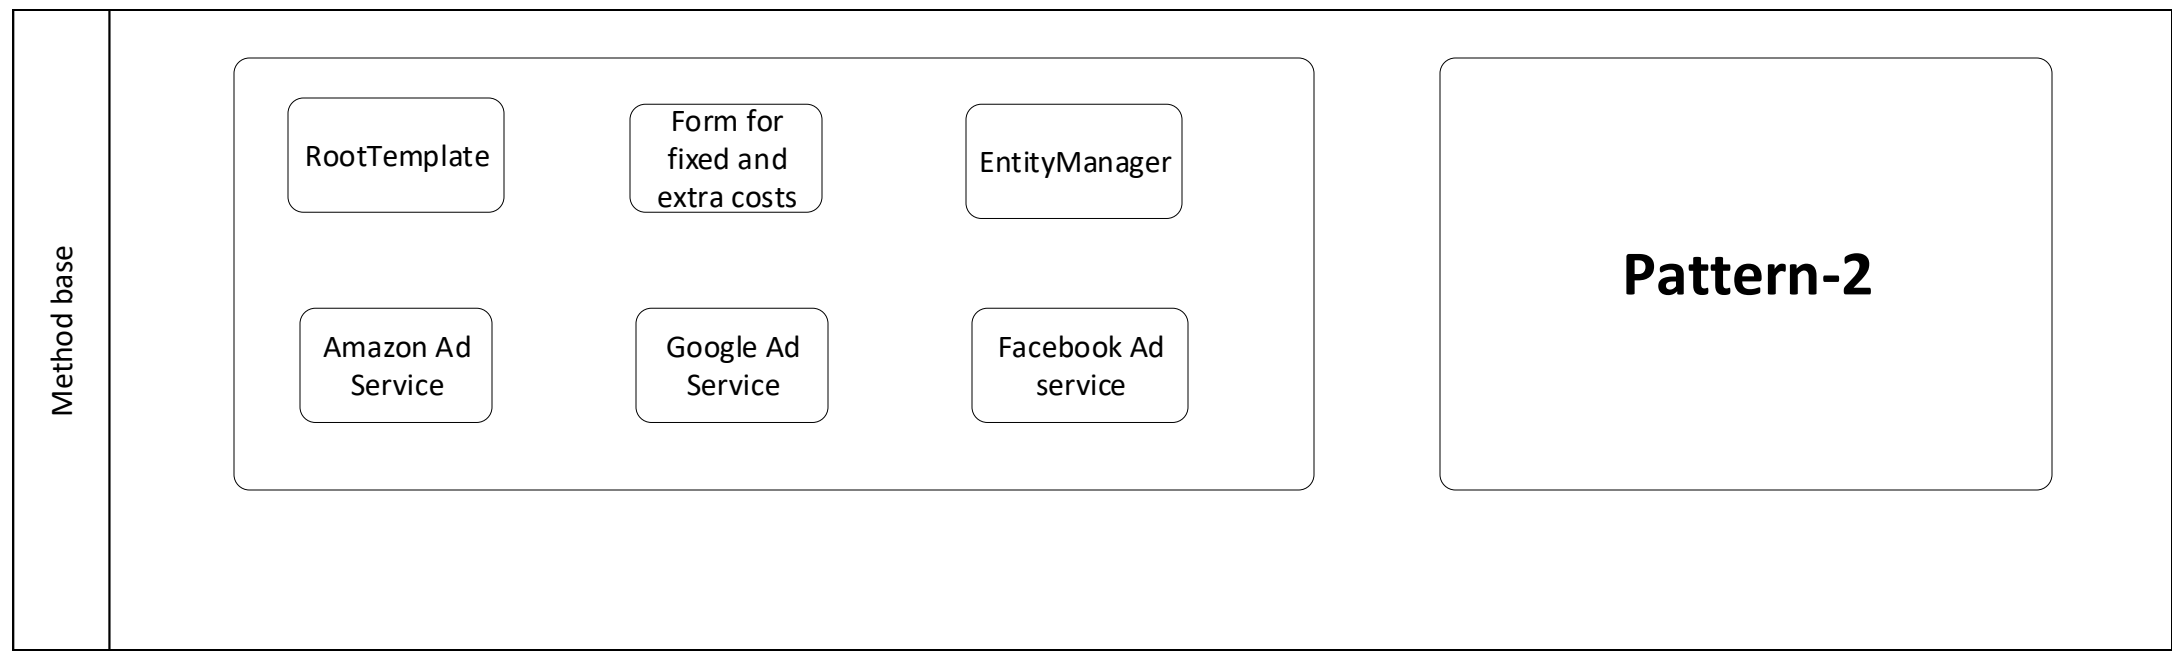 Method base
RootTemplate
Form for
fixed and
extra costs
EntityManager
Amazon Ad
Service
Google Ad
Service
Facebook Ad
service
Pattern-2